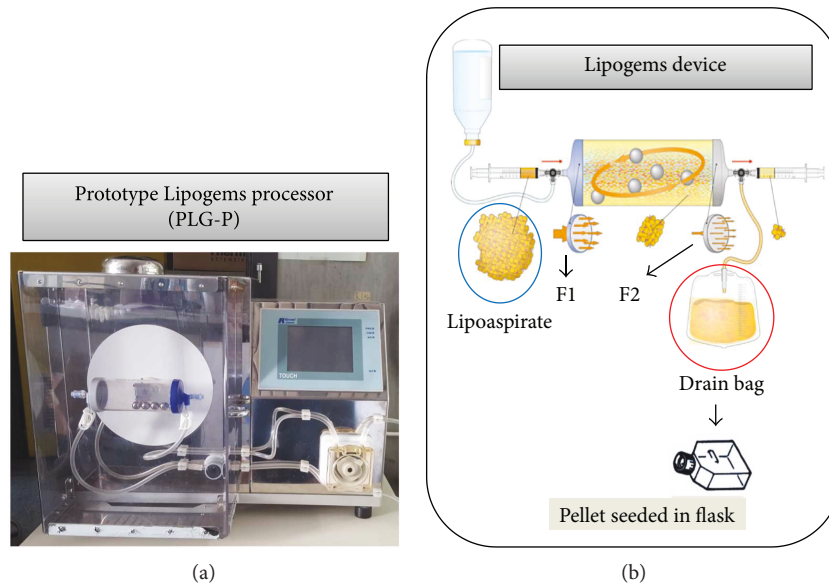 Lipogems device
Prototype Lipogems processor
(PLG-P)
F1
F2
Lipoaspirate
TOUCH
Drain bag
Pellet seeded in flask
(a)
(b)